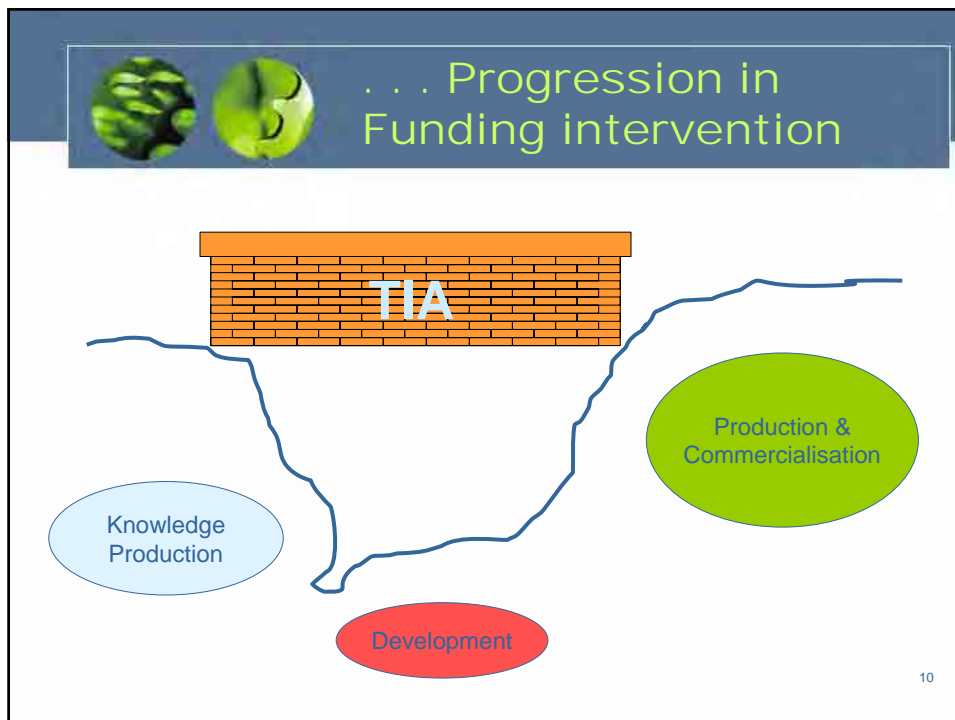 . . . Progression in
Funding intervention
TIA
Production &
Commercialisation
Knowledge
Production
Development
10